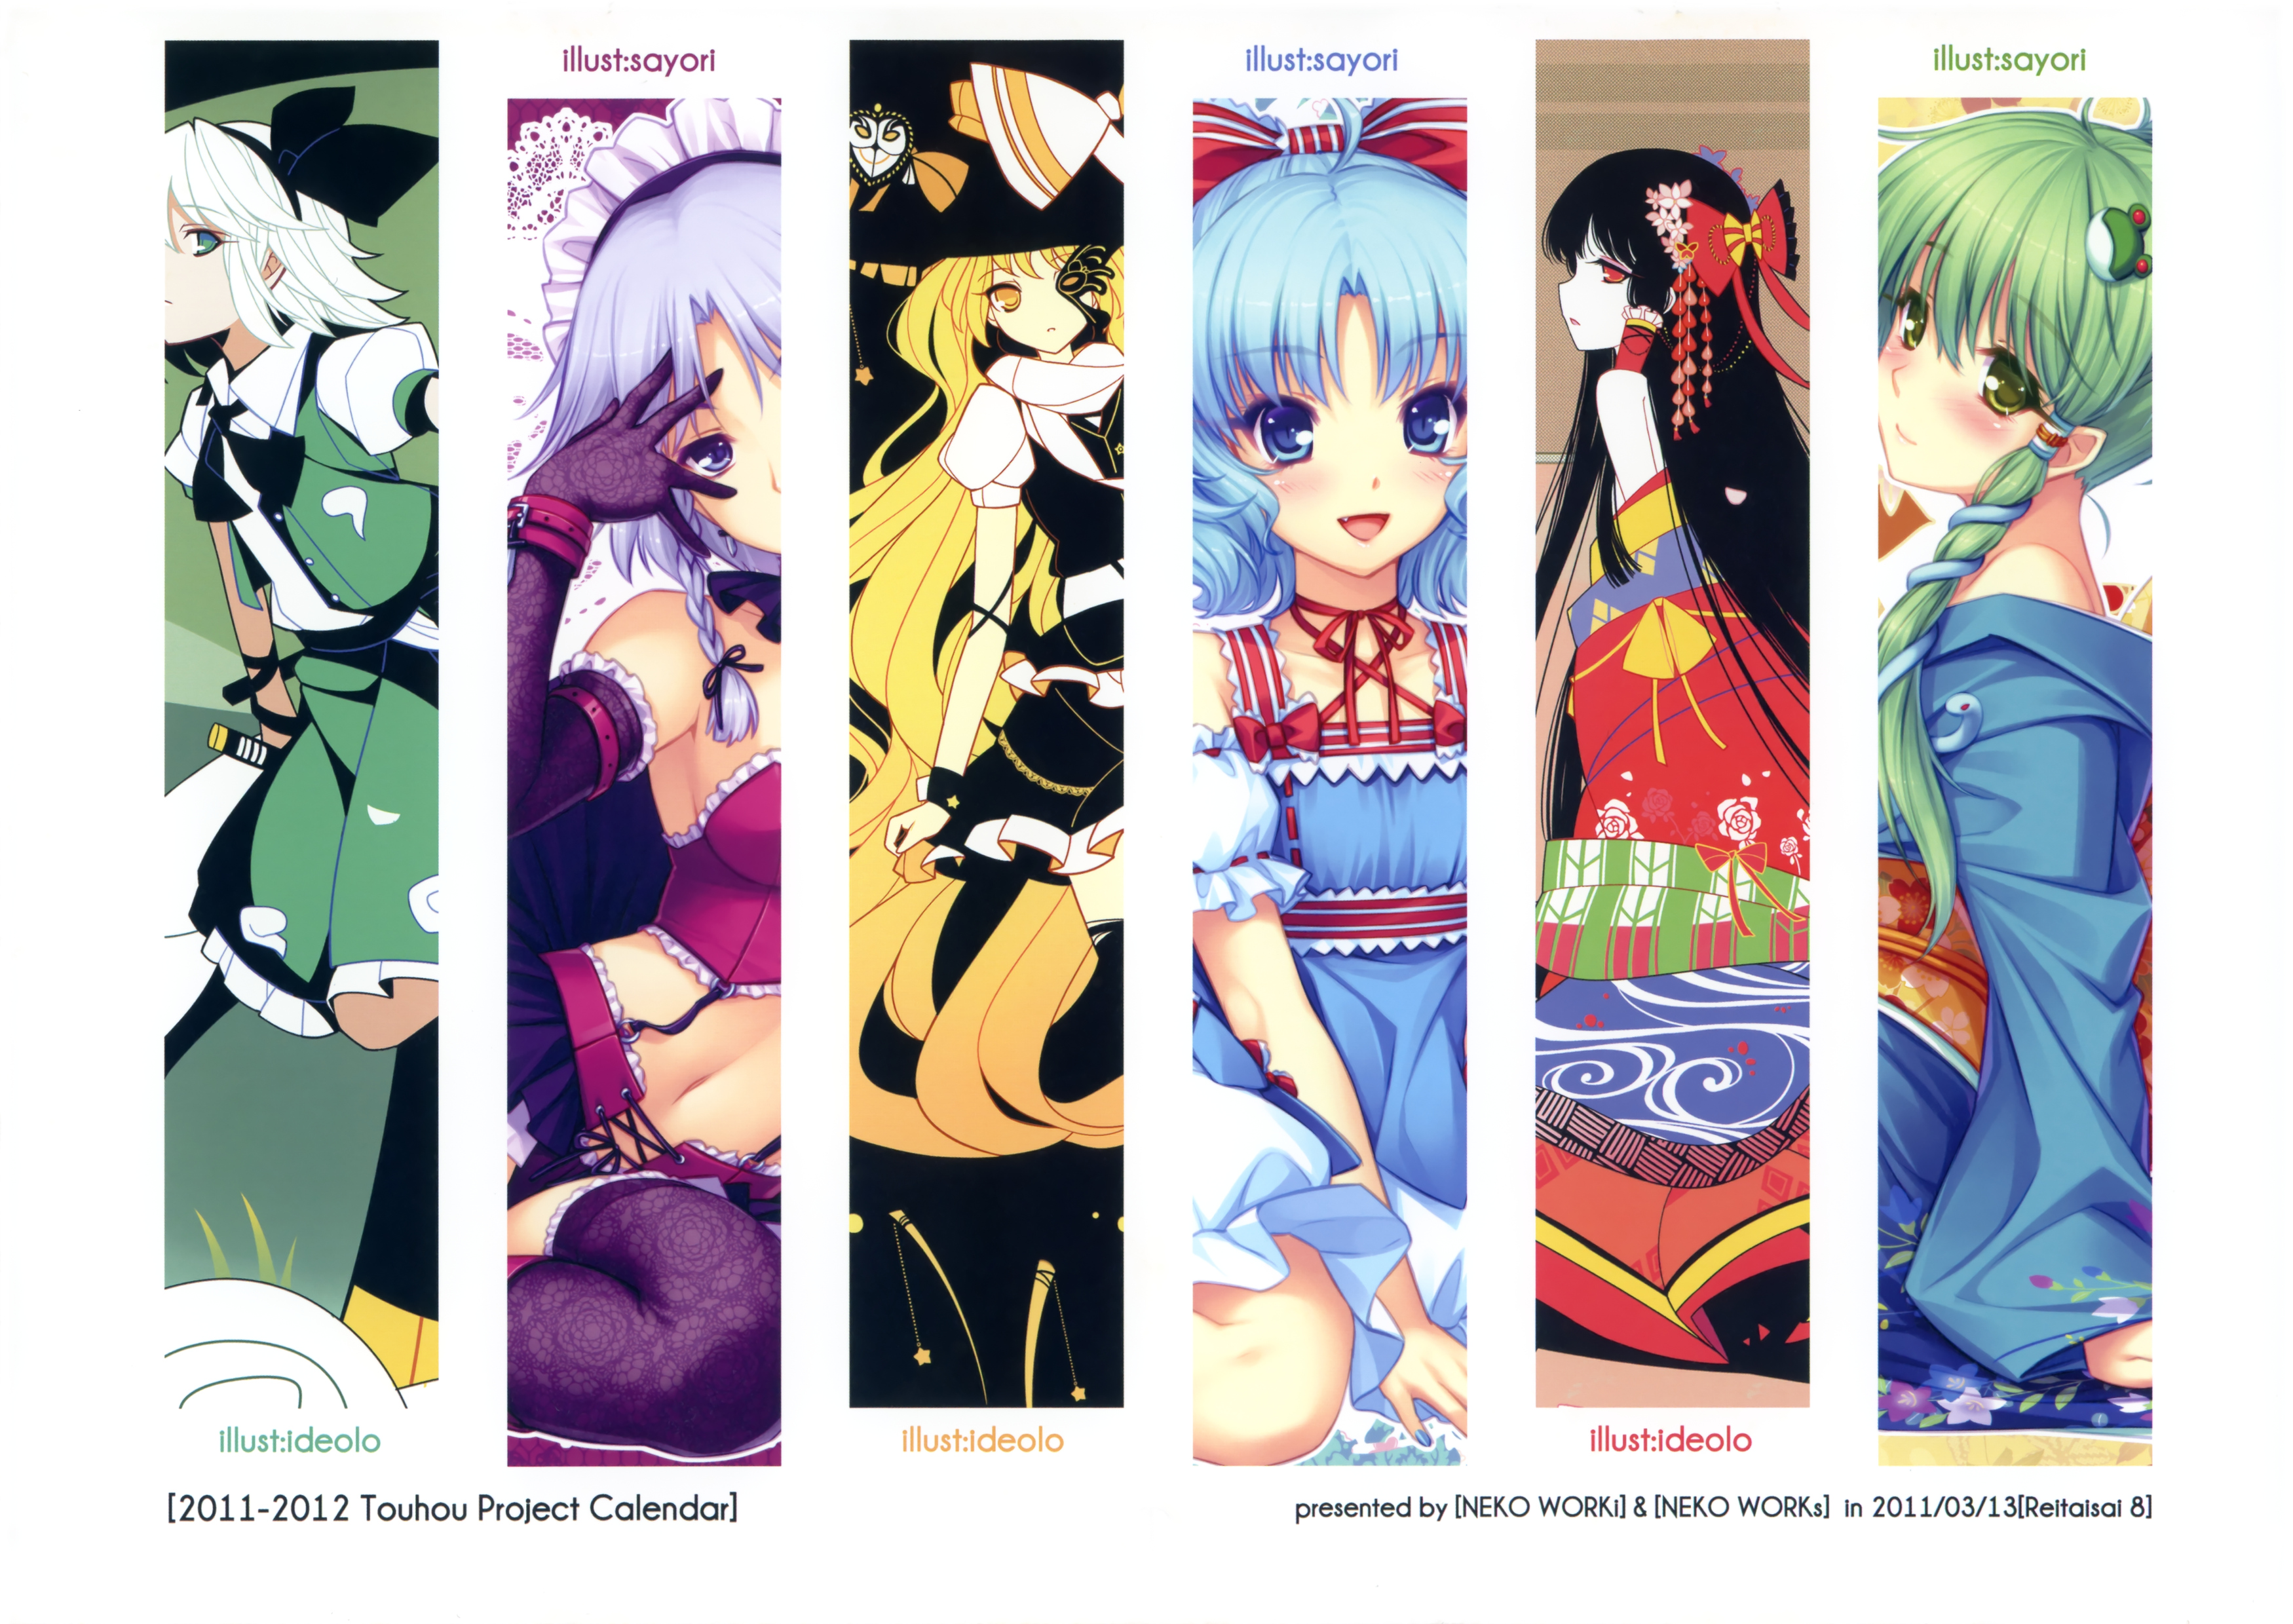 illust:sayori
illust:sayori
illust:sayori
illust:ideolo
illust:ideolo
illust:ideolo
[2011-2012 Touhou Project Calendar]
presented by [NEKO WORKi] & [NEKO WORKs] in 2011/03/13[Reitaisai 8]